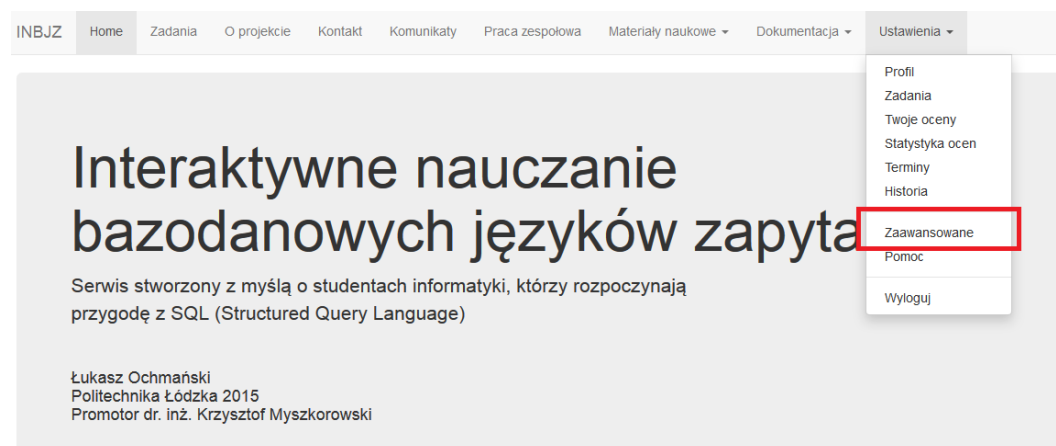 INBJZ Home Zadania O projekcie Kontakt Komunikaty Praca zespołowa Materiały naukowe Dokumentacja Ustawienia
Profil
Zadania
Twoje oceny
Statystyka ocen
Terminy
Historia
Zaawansowane
Pomoc
Wyloguj
Interaktywne nauczanie
bazodanowych języków zapyta
Serwis stworzony z myślą o studentach informatyki, którzy rozpoczynają
przygodę z SQL (Structured Query Language)
Łukasz Ochmański
Politechnika Łódzka 2015
Promotor dr. inż. Krzysztof Myszkorowski